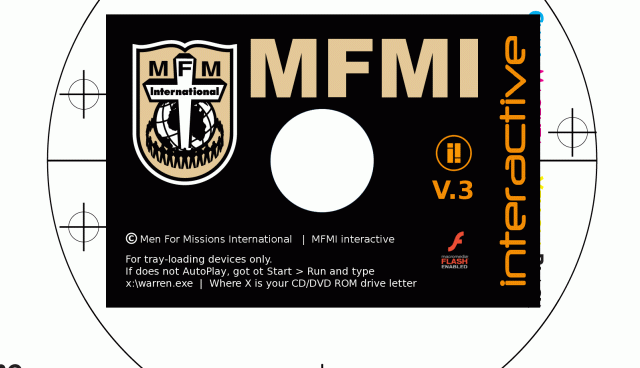 MFMI
MFM
International
interactive
i!
V.3
© Men For Missions International | MFMI interactive
For tray-loading devices only.
If does not AutoPlay, got ot Start > Run and type
x:\warren.exe | Where X is your CD/DVD ROM drive letter
macromedia
FLASH
ENABLED